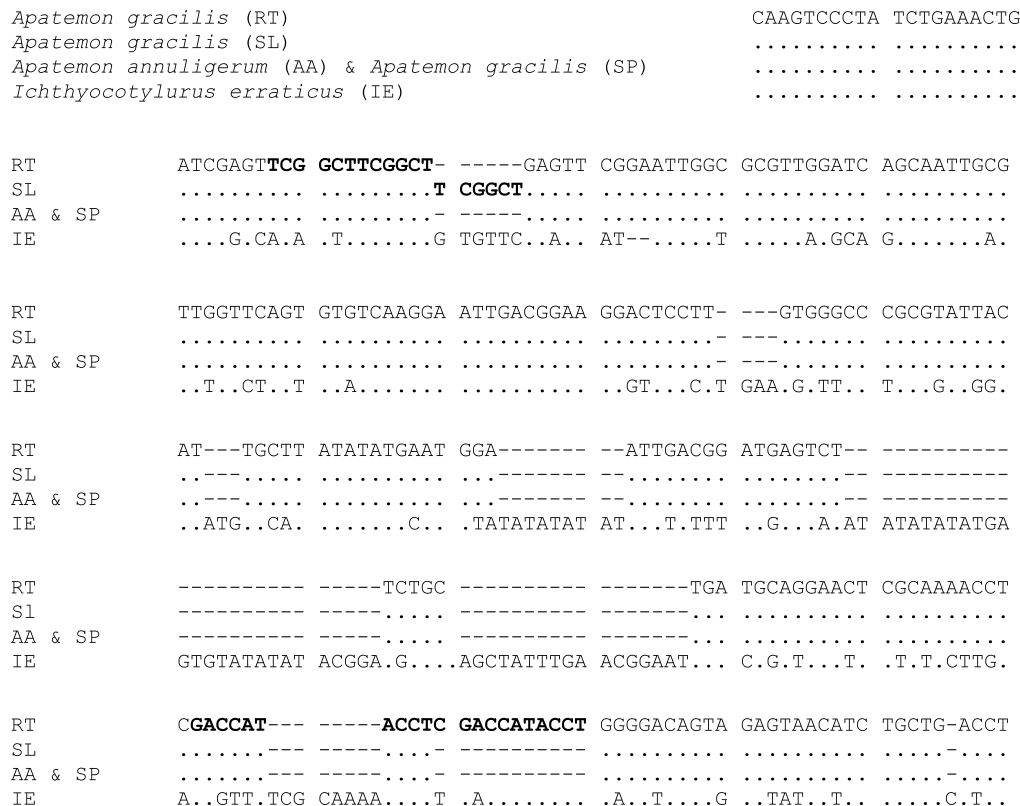 Apatemon gracilis (RT) CAAGTCCCTA TCTGAAACTG
Apatemon gracilis (SL) .......... ..........
Apatemon annuligerum (AA) & Apatemon gracilis (SP) .......... ..........
Ichthyocotylurus erraticus (IE) .......... ..........
RT ATCGAGTTCG GCTTCGGCT- -----GAGTT CGGAATTGGC GCGTTGGATC AGCAATTGCG
SL .......... .........T CGGCT..... .......... .......... ..........
AA & SP .......... .........- -----..... .......... .......... ..........
IE ....G.CA.A .T.......G TGTTC..A.. AT--.....T .....A.GCA G.......A.
RT TTGGTTCAGT GTGTCAAGGA ATTGACGGAA GGACTCCTT- ---GTGGGCC CGCGTATTAC
SL .......... .......... .......... .........- ---....... ..........
AA & SP .......... .......... .......... .........- ---....... ..........
IE ..T..CT..T ..A....... .......... ..GT...C.T GAA.G.TT.. T...G..GG.
RT AT---TGCTT ATATATGAAT GGA------- --ATTGACGG ATGAGTCT-- -----------
SL ..---..... .......... ...------- --........ ........-- -----------
AA & SP ..---..... .......... ...------- --........ ........-- -----------
IE ..ATG..CA. .......C.. .TATATATAT AT...T.TTT ..G...A.AT ATATATATGA
RT ---------- -----TCTGC ---------- -------TGA TGCAGGAACT CGCAAAACCT
Sl ---------- -----..... ---------- -------... .......... ..........
AA & SP ---------- -----..... ---------- -------... .......... ..........
IE GTGTATATAT ACGGA.G....AGCTATTTGA ACGGAAT... C.G.T...T. .T.T.CTTG.
RT CGACCAT--- -----ACCTC GACCATACCT GGGGACAGTA GAGTAACATC TGCTG-ACCT
SL .......--- -----....- ---------- .......... .......... .....-....
AA & SP .......--- -----....- ---------- .......... .......... .....-....
IE A..GTT.TCG CAAAA....T .A........ .A..T....G ..TAT..T.. .....C.T..